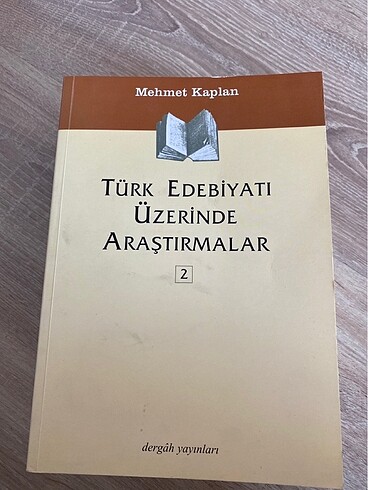 Mehmet Kaplan
TÜRK EDEBİYATI
ÜZERİNDE
ARAŞTIRMALAR
2
dergâh yayınları